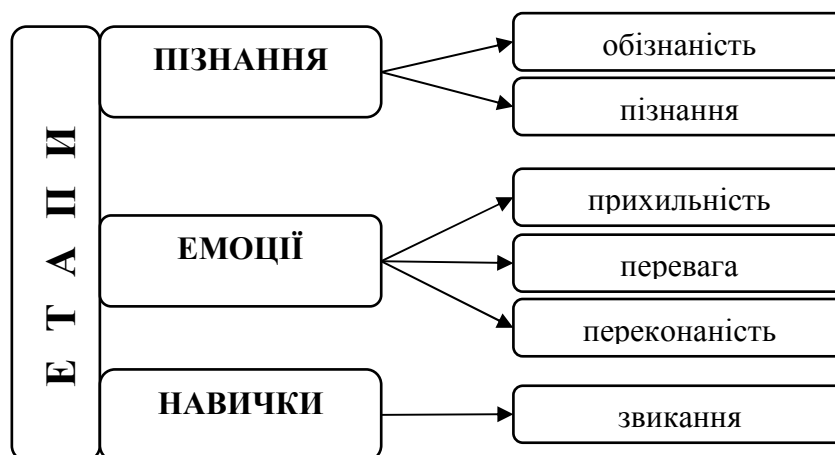 ЕТАПИ
ПІЗНАННЯ
обізнаність
пізнання
ЕМОЦІЇ
прихильність
перевага
переконаність
НАВИЧКИ
звикання